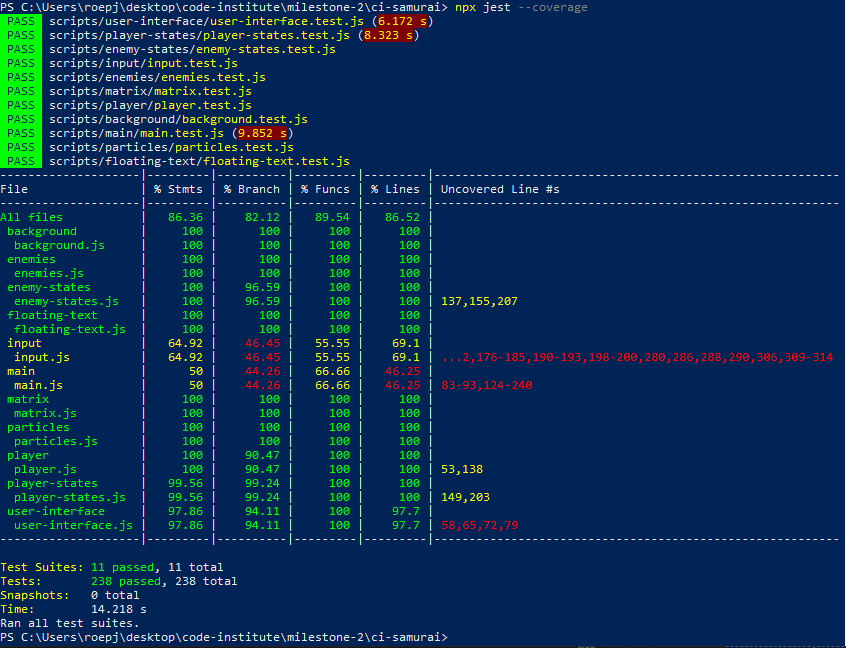 PS C:\Users\roepj\desktop\code-institute\milestone-2\ci-samurai> npx jest --coverage
PASS scripts/user-interface/user-interface.test.js (6.172 s)
PASS scripts/player-states/player-states.test.js (8.323 s)
PASS scripts/enemy-states/enemy-states.test.js
PASS scripts/input/input.test.js
PASS scripts/enemies/enemies.test.js
PASS scripts/matrix/matrix.test.js
PASS scripts/player/player.test.js
PASS scripts/background/background.test.js
PASS scripts/main/main.test.js (9.852 s)
PASS scripts/particles/particles.test.js
PASS scripts/floating-text/floating-text.test.js
--------------------|---------|----------|---------|---------|----------------------------------------------------------
File                | % Stmts | % Branch | % Funcs | % Lines | Uncovered Line #s
--------------------|---------|----------|---------|---------|----------------------------------------------------------
All files           |   86.36 |    82.12 |   89.54 |   86.52 |
 background         |     100 |      100 |     100 |     100 |
  background.js     |     100 |      100 |     100 |     100 |
 enemies            |     100 |      100 |     100 |     100 |
  enemies.js        |     100 |      100 |     100 |     100 |
 enemy-states       |     100 |    96.59 |     100 |     100 |
  enemy-states.js   |     100 |    96.59 |     100 |     100 | 137,155,207
 floating-text      |     100 |      100 |     100 |     100 |
  floating-text.js  |     100 |      100 |     100 |     100 |
 input              |   64.92 |    46.45 |   55.55 |    69.1 |
  input.js          |   64.92 |    46.45 |   55.55 |    69.1 | ...2,176-185,190-193,198-200,280,286,288,290,306,309-314
 main               |      50 |    44.26 |   66.66 |   46.25 |
  main.js           |      50 |    44.26 |   66.66 |   46.25 | 83-93,124-240
 matrix             |     100 |      100 |     100 |     100 |
  matrix.js         |     100 |      100 |     100 |     100 |
 particles          |     100 |      100 |     100 |     100 |
  particles.js      |     100 |      100 |     100 |     100 |
 player             |     100 |    90.47 |     100 |     100 |
  player.js         |     100 |    90.47 |     100 |     100 | 53,138
 player-states      |   99.56 |    99.24 |     100 |     100 |
  player-states.js  |   99.56 |    99.24 |     100 |     100 | 149,203
 user-interface     |   97.86 |    94.11 |     100 |    97.7 |
  user-interface.js |   97.86 |    94.11 |     100 |    97.7 | 58,65,72,79
--------------------|---------|----------|---------|---------|----------------------------------------------------------
Test Suites: 11 passed, 11 total
Tests:       238 passed, 238 total
Snapshots:   0 total
Time:        14.218 s
Ran all test suites.
PS C:\Users\roepj\desktop\code-institute\milestone-2\ci-samurai>